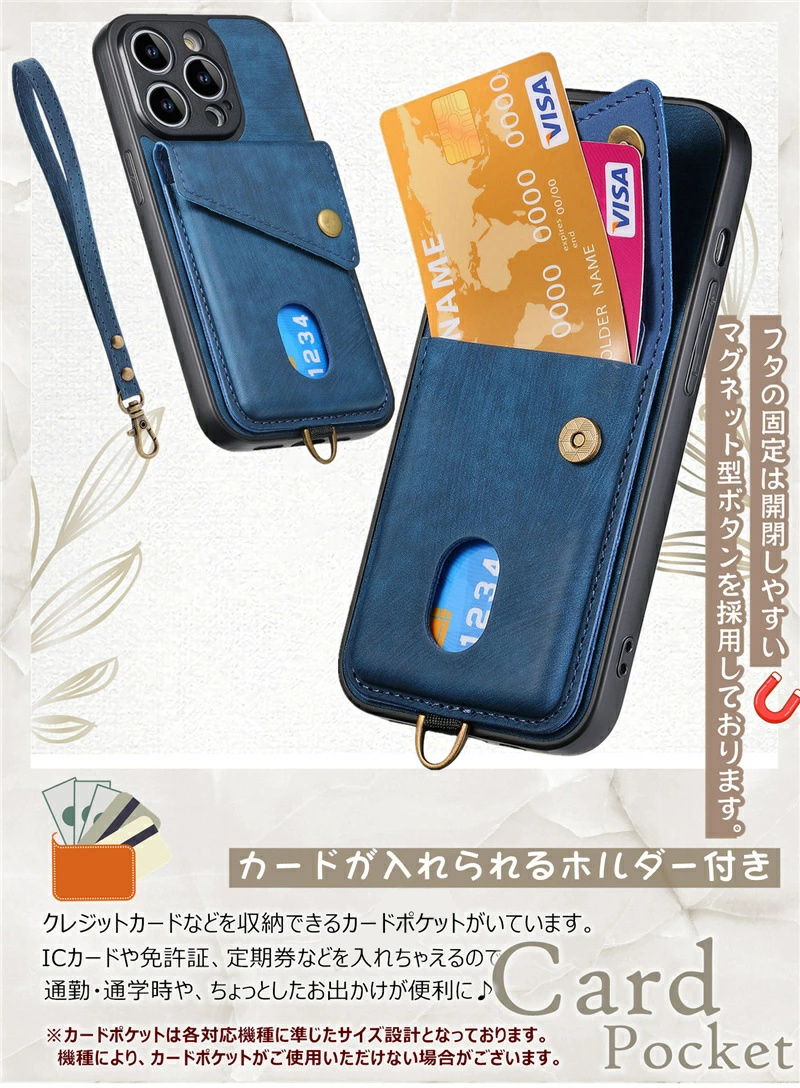 1234
NAME
0000 0000 0000
expires end 00/00
HOLDER NAME
VISA
VISA
1234
フタの固定は開閉しやすい
マグネット型ボタンを採用しております。
カードが入れられるホルダー付き
クレジットカードなどを収納できるカードポケットがいています。
ICカードや免許証、定期券などを入れちゃえるので
通勤・通学時や、ちょっとしたお出かけが便利に♪
※カードポケットは各対応機種に準じたサイズ設計となっております。
機種により、カードポケットがご使用いただけない場合がございます。
Card
Pocket